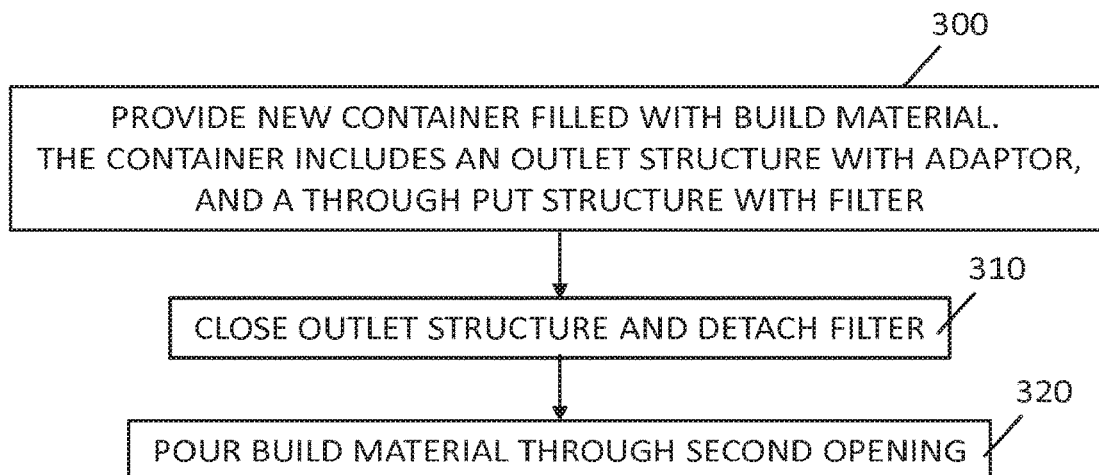 300
PROVIDE NEW CONTAINER FILLED WITH BUILD MATERIAL.
THE CONTAINER INCLUDES AN OUTLET STRUCTURE WITH ADAPTOR,
AND A THROUGH PUT STRUCTURE WITH FILTER
310
CLOSE OUTLET STRUCTURE AND DETACH FILTER
320
POUR BUILD MATERIAL THROUGH SECOND OPENING